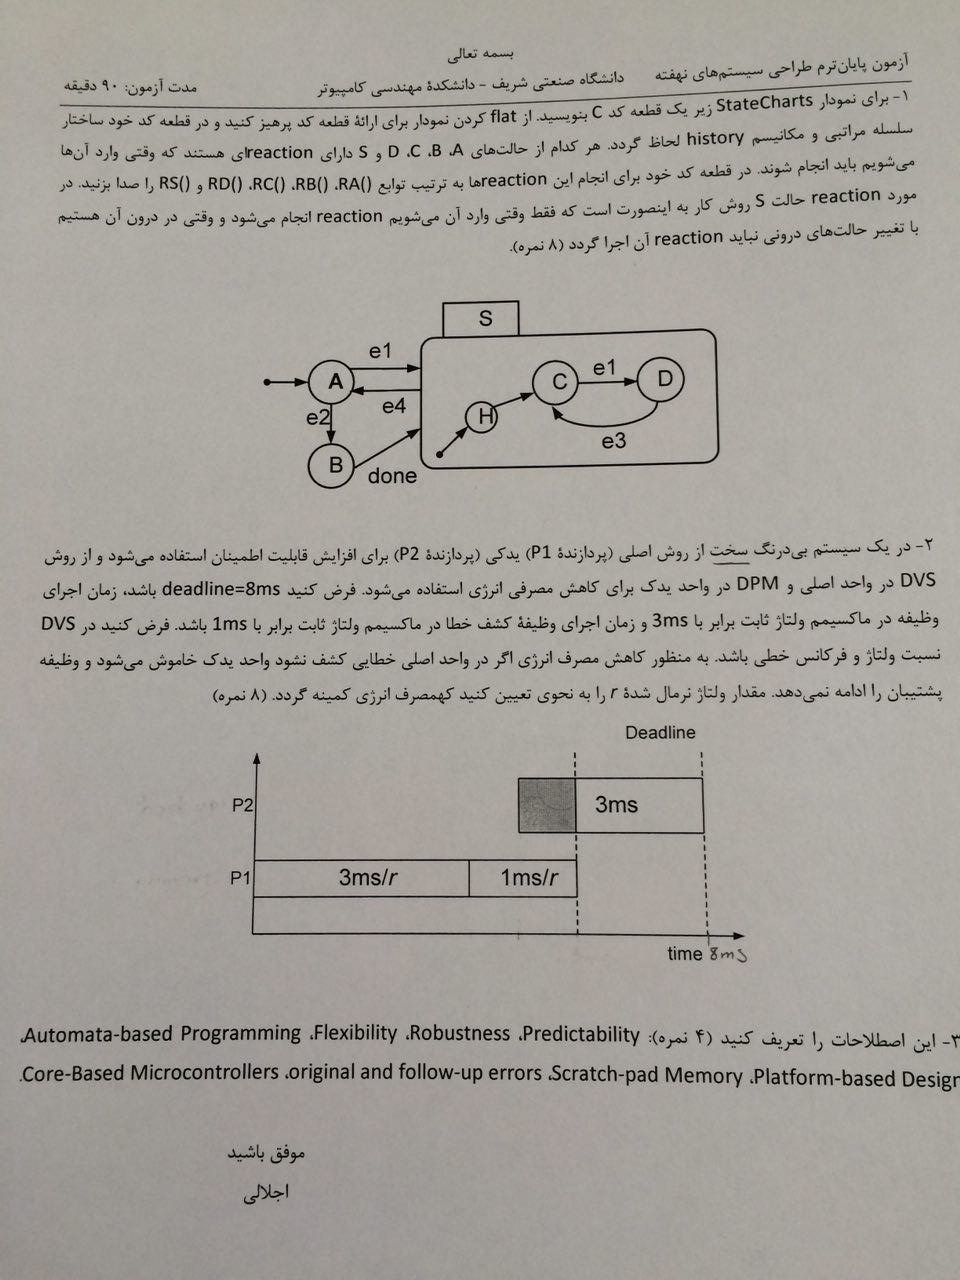 بسمه تعالی
آزمون پایان‌ترم طراحی سیستم‌های نهفته دانشگاه صنعتی شریف - دانشکدهٔ مهندسی کامپیوتر مدت آزمون: ۹۰ دقیقه
۱- برای نمودار StateCharts زیر یک قطعه کد C بنویسید. از flat کردن نمودار برای ارائهٔ قطعه کد پرهیز کنید و در قطعه کد خود ساختار
سلسله مراتبی و مکانیسم history لحاظ گردد. هر کدام از حالت‌های A، B، C، D و S دارای reactionای هستند که وقتی وارد آن‌ها
می‌شویم باید انجام شوند. در قطعه کد خود برای انجام این reactionها به ترتیب توابع RA()، RB()، RC()، RD() و RS() را صدا بزنید. در
مورد reaction حالت S روش کار به اینصورت است که فقط وقتی وارد آن می‌شویم reaction انجام می‌شود و وقتی در درون آن هستیم
با تغییر حالت‌های درونی نباید reaction آن اجرا گردد (۸ نمره).
S
e1
A
e4
e2
B
done
H
C
e1
D
e3
۲- در یک سیستم بی‌درنگ سخت از روش اصلی (پردازندهٔ P1) یدکی (پردازندهٔ P2) برای افزایش قابلیت اطمینان استفاده می‌شود و از روش
DVS در واحد اصلی و DPM در واحد یدک برای کاهش مصرفی انرژی استفاده می‌شود. فرض کنید deadline=8ms باشد، زمان اجرای
وظیفه در ماکسیمم ولتاژ ثابت برابر با 3ms و زمان اجرای وظیفهٔ کشف خطا در ماکسیمم ولتاژ ثابت برابر با 1ms باشد. فرض کنید در DVS
نسبت ولتاژ و فرکانس خطی باشد. به منظور کاهش مصرف انرژی اگر در واحد اصلی خطایی کشف نشود واحد یدک خاموش می‌شود و وظیفه
پشتیبان را ادامه نمی‌دهد. مقدار ولتاژ نرمال شدهٔ r را به نحوی تعیین کنید کهمصرف انرژی کمینه گردد. (۸ نمره)
Deadline
P2
3ms
P1
3ms/r
1ms/r
time 8ms
۳- این اصطلاحات را تعریف کنید (۴ نمره): Predictability، Robustness، Flexibility، Automata-based Programming،
Platform-based Design، Scratch-pad Memory، original and follow-up errors، Core-Based Microcontrollers.
موفق باشید
اجلالی